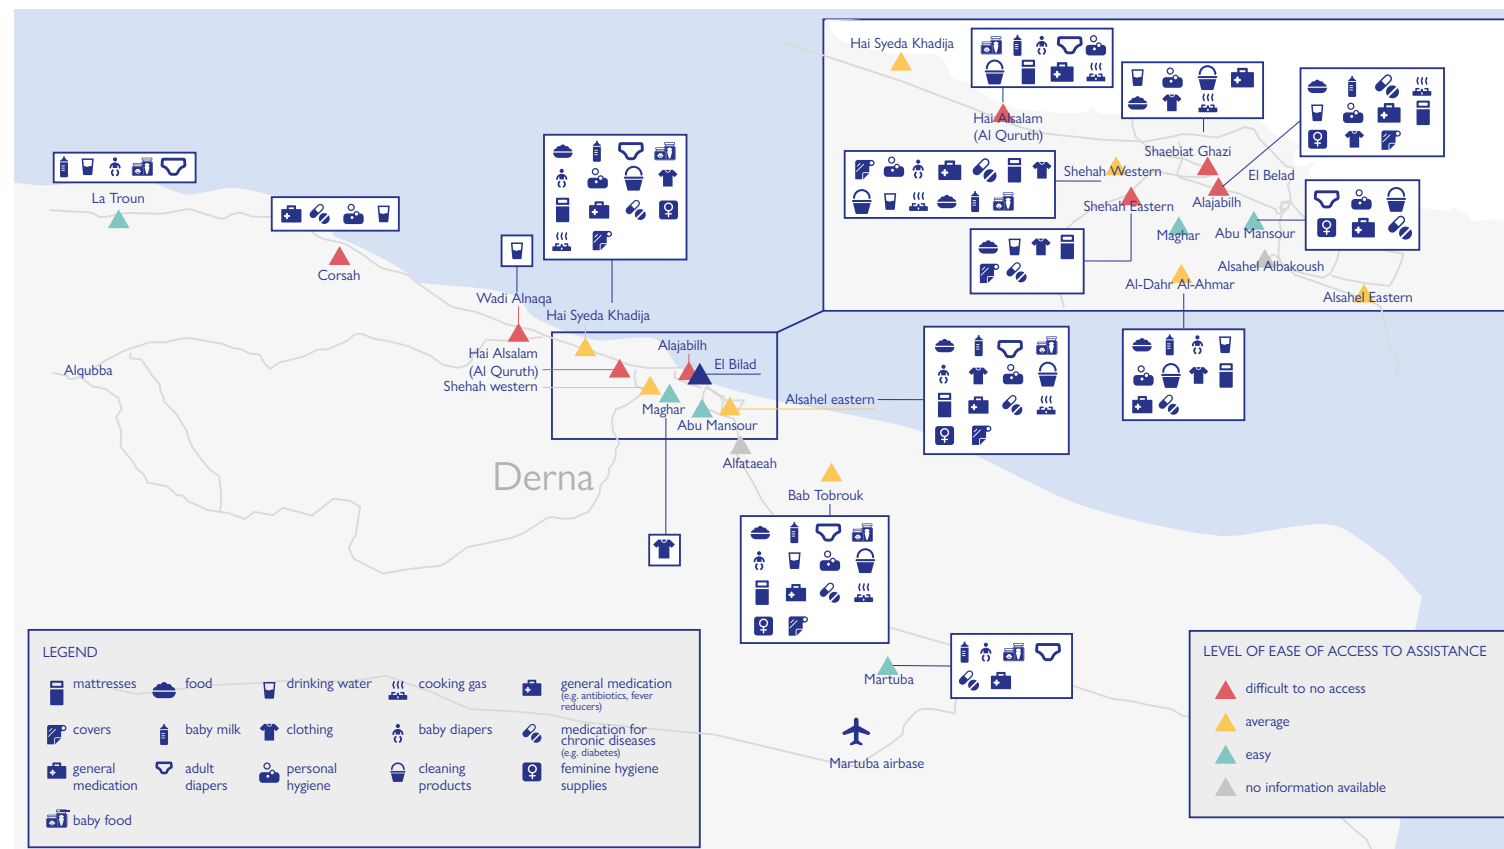 Hai Syeda Khadija
Hai Alsalam
(Al Quruth)
Shaebiat Ghazi
Shehah Western
El Belad
Shehah Eastern
Alajabilh
Maghar
Abu Mansour
Alsahel Albakoush
Al-Dahr Al-Ahmar
Alsahel Eastern
La Troun
Corsah
Wadi Alnaqa
Hai Syeda Khadija
Alajabilh
Hai Alsalam
(Al Quruth)
El Bilad
Alqubba
Shehah western
Alsahel eastern
Maghar
Abu Mansour
Alfataeah
Derna
Bab Tobrouk
Martuba
Martuba airbase
LEGEND
mattresses
food
drinking water
cooking gas
general medication
(e.g. antibiotics, fever
reducers)
covers
baby milk
clothing
baby diapers
medication for
chronic diseases
(e.g. diabetes)
general
medication
adult
diapers
personal
hygiene
cleaning
products
feminine hygiene
supplies
baby food
LEVEL OF EASE OF ACCESS TO ASSISTANCE
difficult to no access
average
easy
no information available